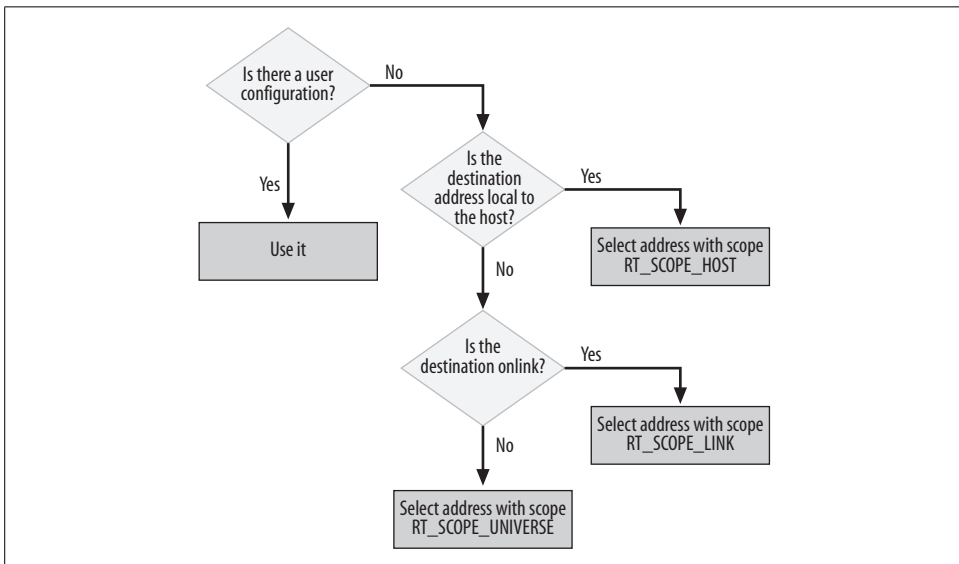 Is there a user
configuration?
No
Yes
Use it
Is the
destination
address local to
the host?
Yes
Select address with scope
RT_SCOPE_HOST
No
Is the
destination onlink?
Yes
Select address with scope
RT_SCOPE_LINK
No
Select address with scope
RT_SCOPE_UNIVERSE